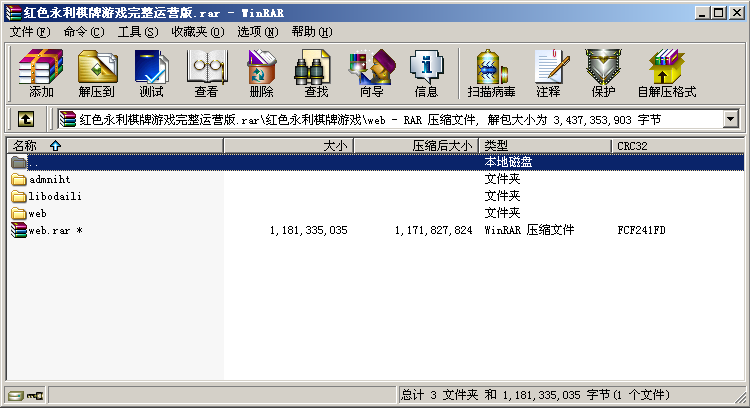 红色永利棋牌游戏完整运营版.rar - WinRAR
文件(F) 命令(C) 工具(S) 收藏夹(O) 选项(N) 帮助(H)
添加 解压到 测试 查看 删除 查找 向导 信息 扫描病毒 注释 保护 自解压格式
红色永利棋牌游戏完整运营版.rar\红色永利棋牌游戏\web - RAR 压缩文件, 解包大小为 3,437,353,903 字节
名称 大小 压缩后大小 类型 CRC32
.. 本地磁盘
admniht 文件夹
libodaili 文件夹
web 文件夹
web.rar * 1,181,335,035 1,171,827,824 WinRAR 压缩文件 FCF241FD
总计 3 文件夹 和 1,181,335,035 字节(1 个文件)